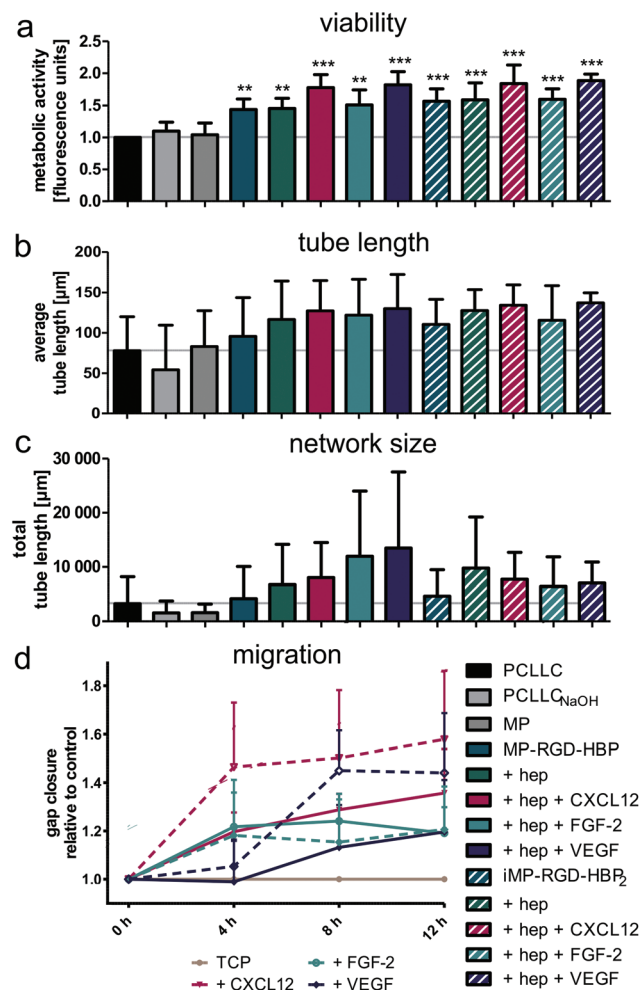 a
viability
metabolic activity
[fluorescence units]
2.5
2.0
1.5
1.0
0.5
0.0
** ** *** ** *** *** *** *** *** ***
b
tube length
average
tube length [µm]
200
150
100
50
0
c
network size
total
tube length [µm]
30 000
20 000
10 000
0
d
migration
gap closure
relative to control
1.8
1.6
1.4
1.2
1.0
0 h
4 h
8 h
12 h
TCP
+ CXCL12
+ FGF-2
+ VEGF
PCLLC
PCLLC NaOH
MP
MP-RGD-HBP
+ hep
+ hep + CXCL12
+ hep + FGF-2
+ hep + VEGF
iMP-RGD-HBP2
+ hep
+ hep + CXCL12
+ hep + FGF-2
+ hep + VEGF